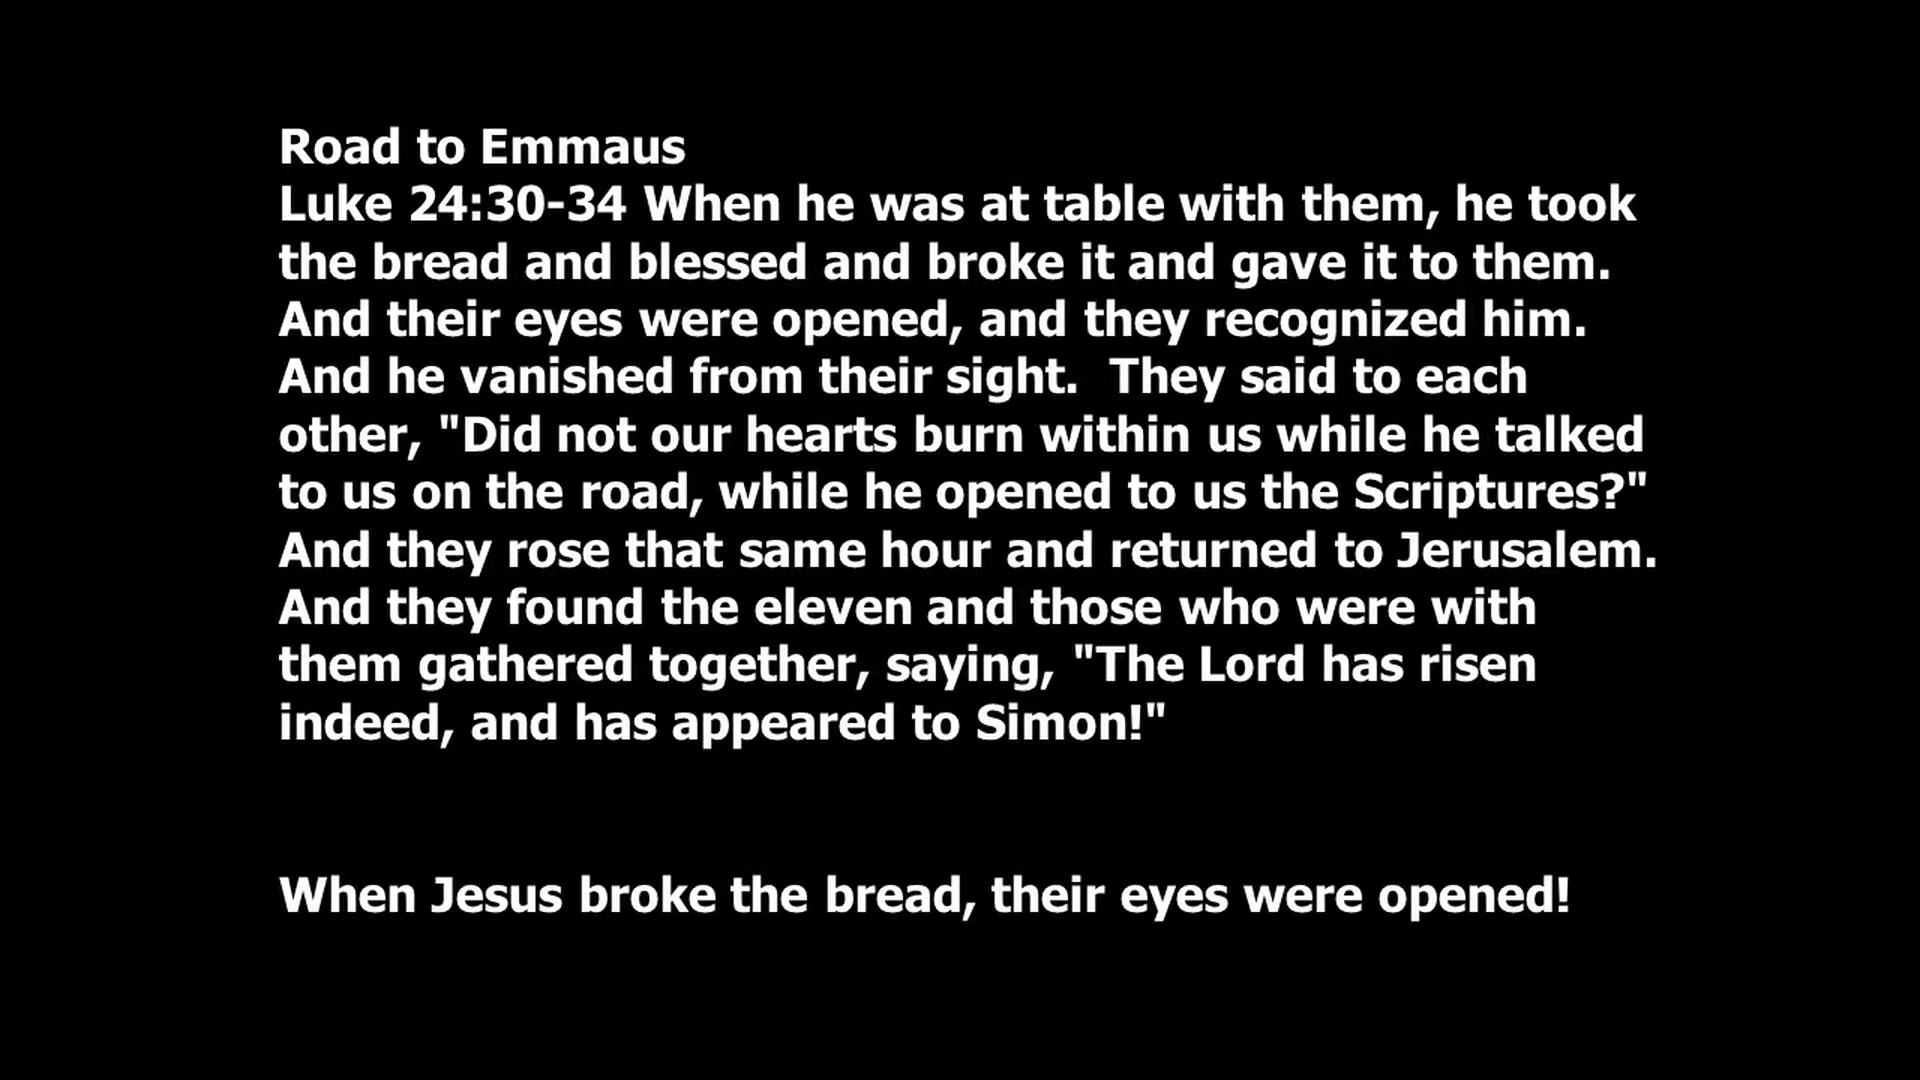 Road to Emmaus
Luke 24:30-34 When he was at table with them, he took
the bread and blessed and broke it and gave it to them.
And their eyes were opened, and they recognized him.
And he vanished from their sight.  They said to each
other, "Did not our hearts burn within us while he talked
to us on the road, while he opened to us the Scriptures?"
And they rose that same hour and returned to Jerusalem.
And they found the eleven and those who were with
them gathered together, saying, "The Lord has risen
indeed, and has appeared to Simon!"
When Jesus broke the bread, their eyes were opened!